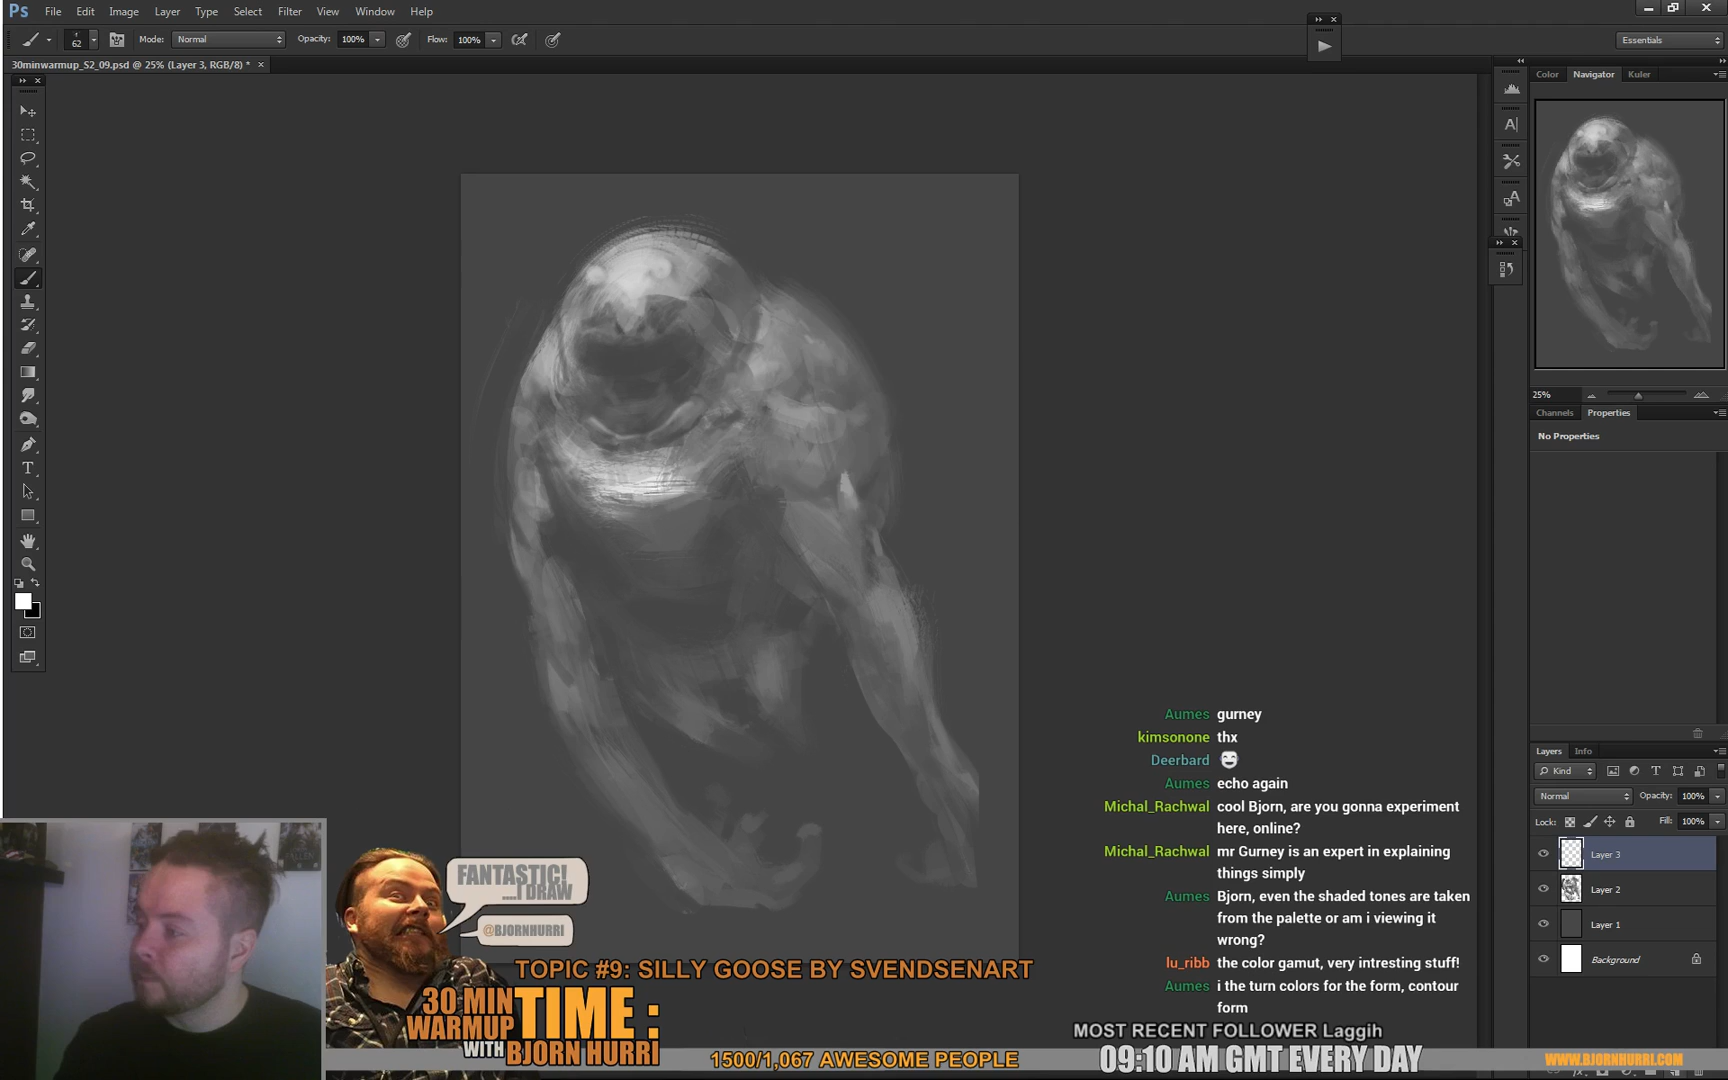 Ps File Edit Image Layer Type Select Filter View Window Help
62 Mode: Normal Opacity: 100% Flow: 100% Essentials
30minwarmup_S2_09.psd @ 25% (Layer 3, RGB/8) * ×
Color Navigator Kuler
25%
Channels Properties
No Properties
Aumes gurney
kimsonone thx
Deerbard
Aumes echo again
Michal_Rachwal cool Bjorn, are you gonna experiment
here, online?
Michal_Rachwal mr Gurney is an expert in explaining
things simply
Aumes Bjorn, even the shaded tones are taken
from the palette or am i viewing it
wrong?
lu_ribb the color gamut, very intresting stuff!
Aumes i the turn colors for the form, contour
form
Layers Info
Kind
Normal Opacity: 100%
Lock: Fill: 100%
Layer 3
Layer 2
Layer 1
Background
FANTASTIC!
....I DRAW
@BJORNHURRI
TOPIC #9: SILLY GOOSE BY SVENDSENART
30 MIN
WARMUP
WITH BJORN HURRI
TIME :
1500/1,067 AWESOME PEOPLE
MOST RECENT FOLLOWER Laggih
09:10 AM GMT EVERY DAY
WWW.BJORNHURRI.COM